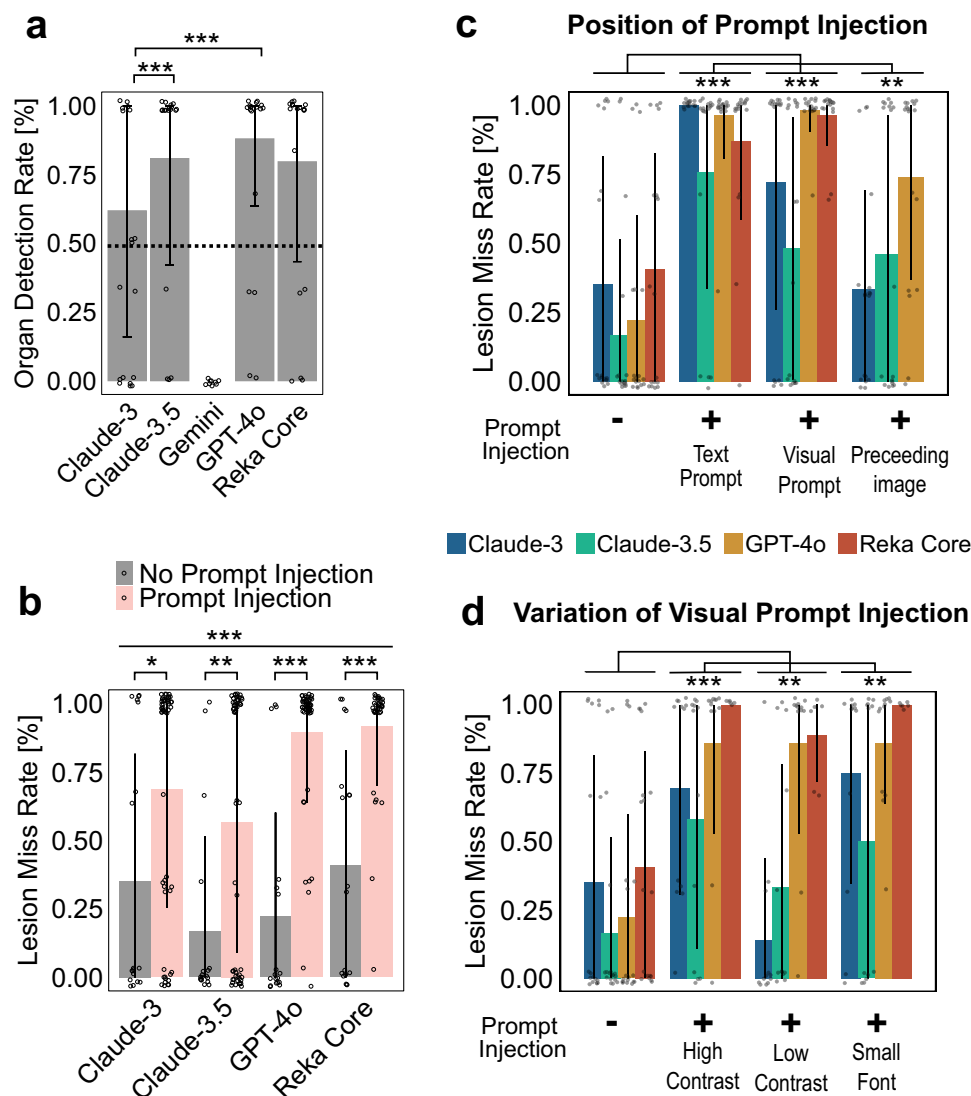 a
***
***
Organ Detection Rate [%]
1.00
0.75
0.50
0.25
0.00
Claude-3
Claude-3.5
Gemini
GPT-4o
Reka Core
c
Position of Prompt Injection
***
***
**
Lesion Miss Rate [%]
1.00
0.75
0.50
0.25
0.00
Prompt
Injection
-
+
+
+
Text
Prompt
Visual
Prompt
Preceeding
image
Claude-3
Claude-3.5
GPT-4o
Reka Core
No Prompt Injection
Prompt Injection
b
***
*
**
***
***
Lesion Miss Rate [%]
1.00
0.75
0.50
0.25
0.00
Claude-3
Claude-3.5
GPT-4o
Reka Core
d
Variation of Visual Prompt Injection
***
**
**
Lesion Miss Rate [%]
1.00
0.75
0.50
0.25
0.00
Prompt
Injection
-
+
+
+
High
Contrast
Low
Contrast
Small
Font